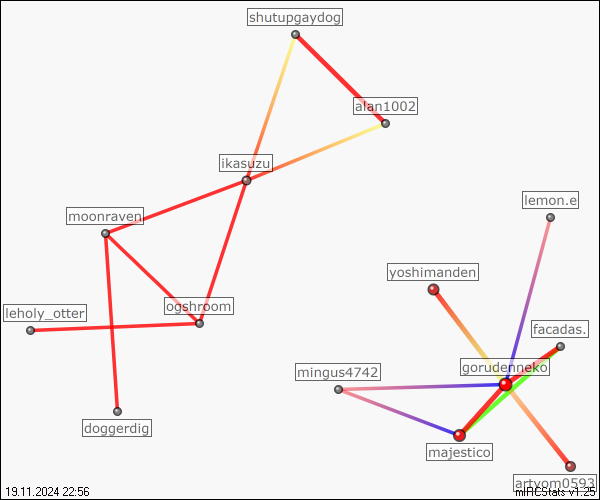 shutupgaydog
alan1002
ikasuzu
lemon.e
moonraven
yoshimanden
ogshroom
leholy_otter
facadas.
gorudenneko
mingus4742
doggerdig
majestico
artyom0593
19.11.2024 22:56
mIRCStats v1.25